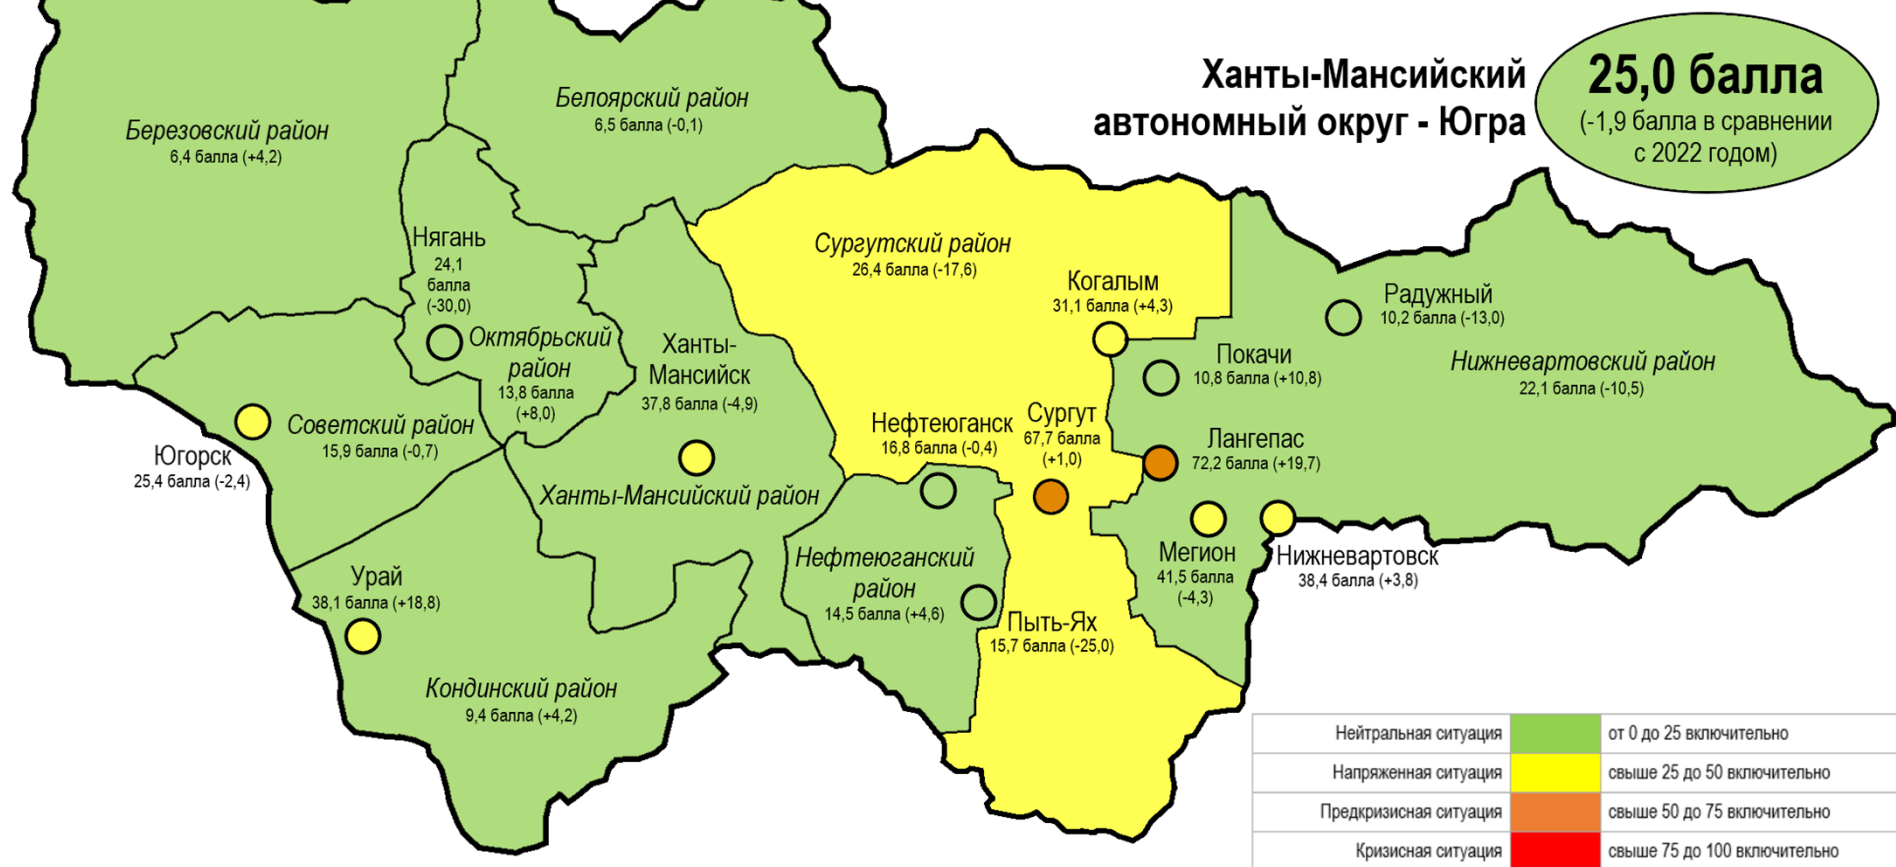 Ханты-Мансийский
автономный округ - Югра
25,0 балла
(-1,9 балла в сравнении
с 2022 годом)
Белоярский район
6,5 балла (-0,1)
Березовский район
6,4 балла (+4,2)
Нягань
24,1
балла
(-30,0)
Октябрьский
район
13,8 балла
(+8,0)
Сургутский район
26,4 балла (-17,6)
Когалым
31,1 балла (+4,3)
Радужный
10,2 балла (-13,0)
Покачи
10,8 балла (+10,8)
Нижневартовский район
22,1 балла (-10,5)
Ханты-
Мансийск
37,8 балла (-4,9)
Советский район
15,9 балла (-0,7)
Югорск
25,4 балла (-2,4)
Нефтеюганск
16,8 балла (-0,4)
Сургут
67,7 балла
(+1,0)
Лангепас
72,2 балла (+19,7)
Ханты-Мансийский район
Мегион
41,5 балла
(-4,3)
Нижневартовск
38,4 балла (+3,8)
Нефтеюганский
район
14,5 балла (+4,6)
Урай
38,1 балла (+18,8)
Пыть-Ях
15,7 балла (-25,0)
Кондинский район
9,4 балла (+4,2)
Нейтральная ситуация от 0 до 25 включительно
Напряженная ситуация свыше 25 до 50 включительно
Предкризисная ситуация свыше 50 до 75 включительно
Кризисная ситуация свыше 75 до 100 включительно